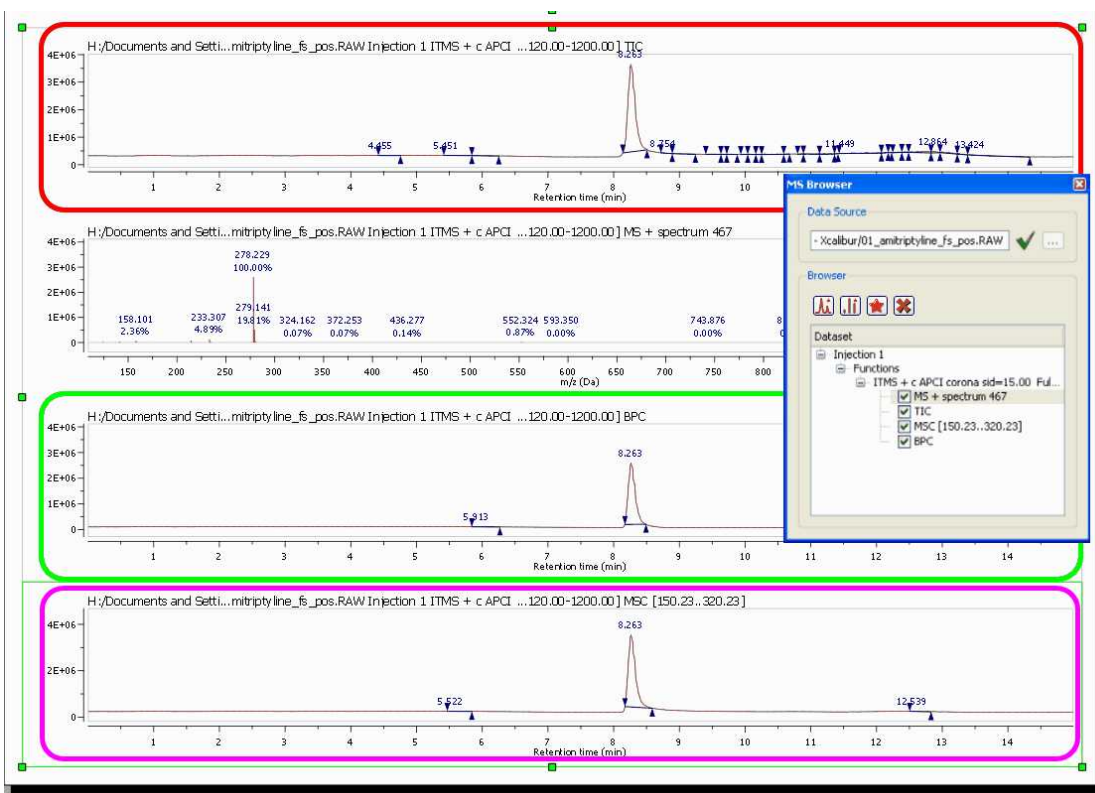 H:/Documents and Setti...mitriptyline_fs_pos.RAW Injection 1 ITMS + c APCI ...120.00-1200.00] TIC
4E+06
3E+06
2E+06
1E+06
0
4.455
5.451
8.263
8.754
11.449
12.864
13.424
1 2 3 4 5 6 7 8 9 10
Retention time (min)
H:/Documents and Setti...mitriptyline_fs_pos.RAW Injection 1 ITMS + c APCI ...120.00-1200.00] MS + spectrum 467
4E+06
3E+06
2E+06
1E+06
0
278.229
100.00%
158.101
2.36%
233.307
4.89%
279.141
19.81%
324.162
0.07%
372.253
0.07%
436.277
0.14%
552.324
0.87%
593.350
0.00%
743.876
0.00%
150 200 250 300 350 400 450 500 550 600 650 700 750 800
m/z (Da)
H:/Documents and Setti...mitriptyline_fs_pos.RAW Injection 1 ITMS + c APCI ...120.00-1200.00] BPC
4E+06
3E+06
2E+06
1E+06
0
5.913
8.263
1 2 3 4 5 6 7 8 9 10 11 12 13 14
Retention time (min)
H:/Documents and Setti...mitriptyline_fs_pos.RAW Injection 1 ITMS + c APCI ...120.00-1200.00] MSC [150.23..320.23]
4E+06
2E+06
0
5.522
8.263
12.539
1 2 3 4 5 6 7 8 9 10 11 12 13 14
Retention time (min)
MS Browser
Data Source
- Xcalibur/01_amitriptyline_fs_pos.RAW
...
Browser
Dataset
Injection 1
Functions
ITMS + c APCI corona sid=15.00 Ful...
MS + spectrum 467
TIC
MSC [150.23..320.23]
BPC